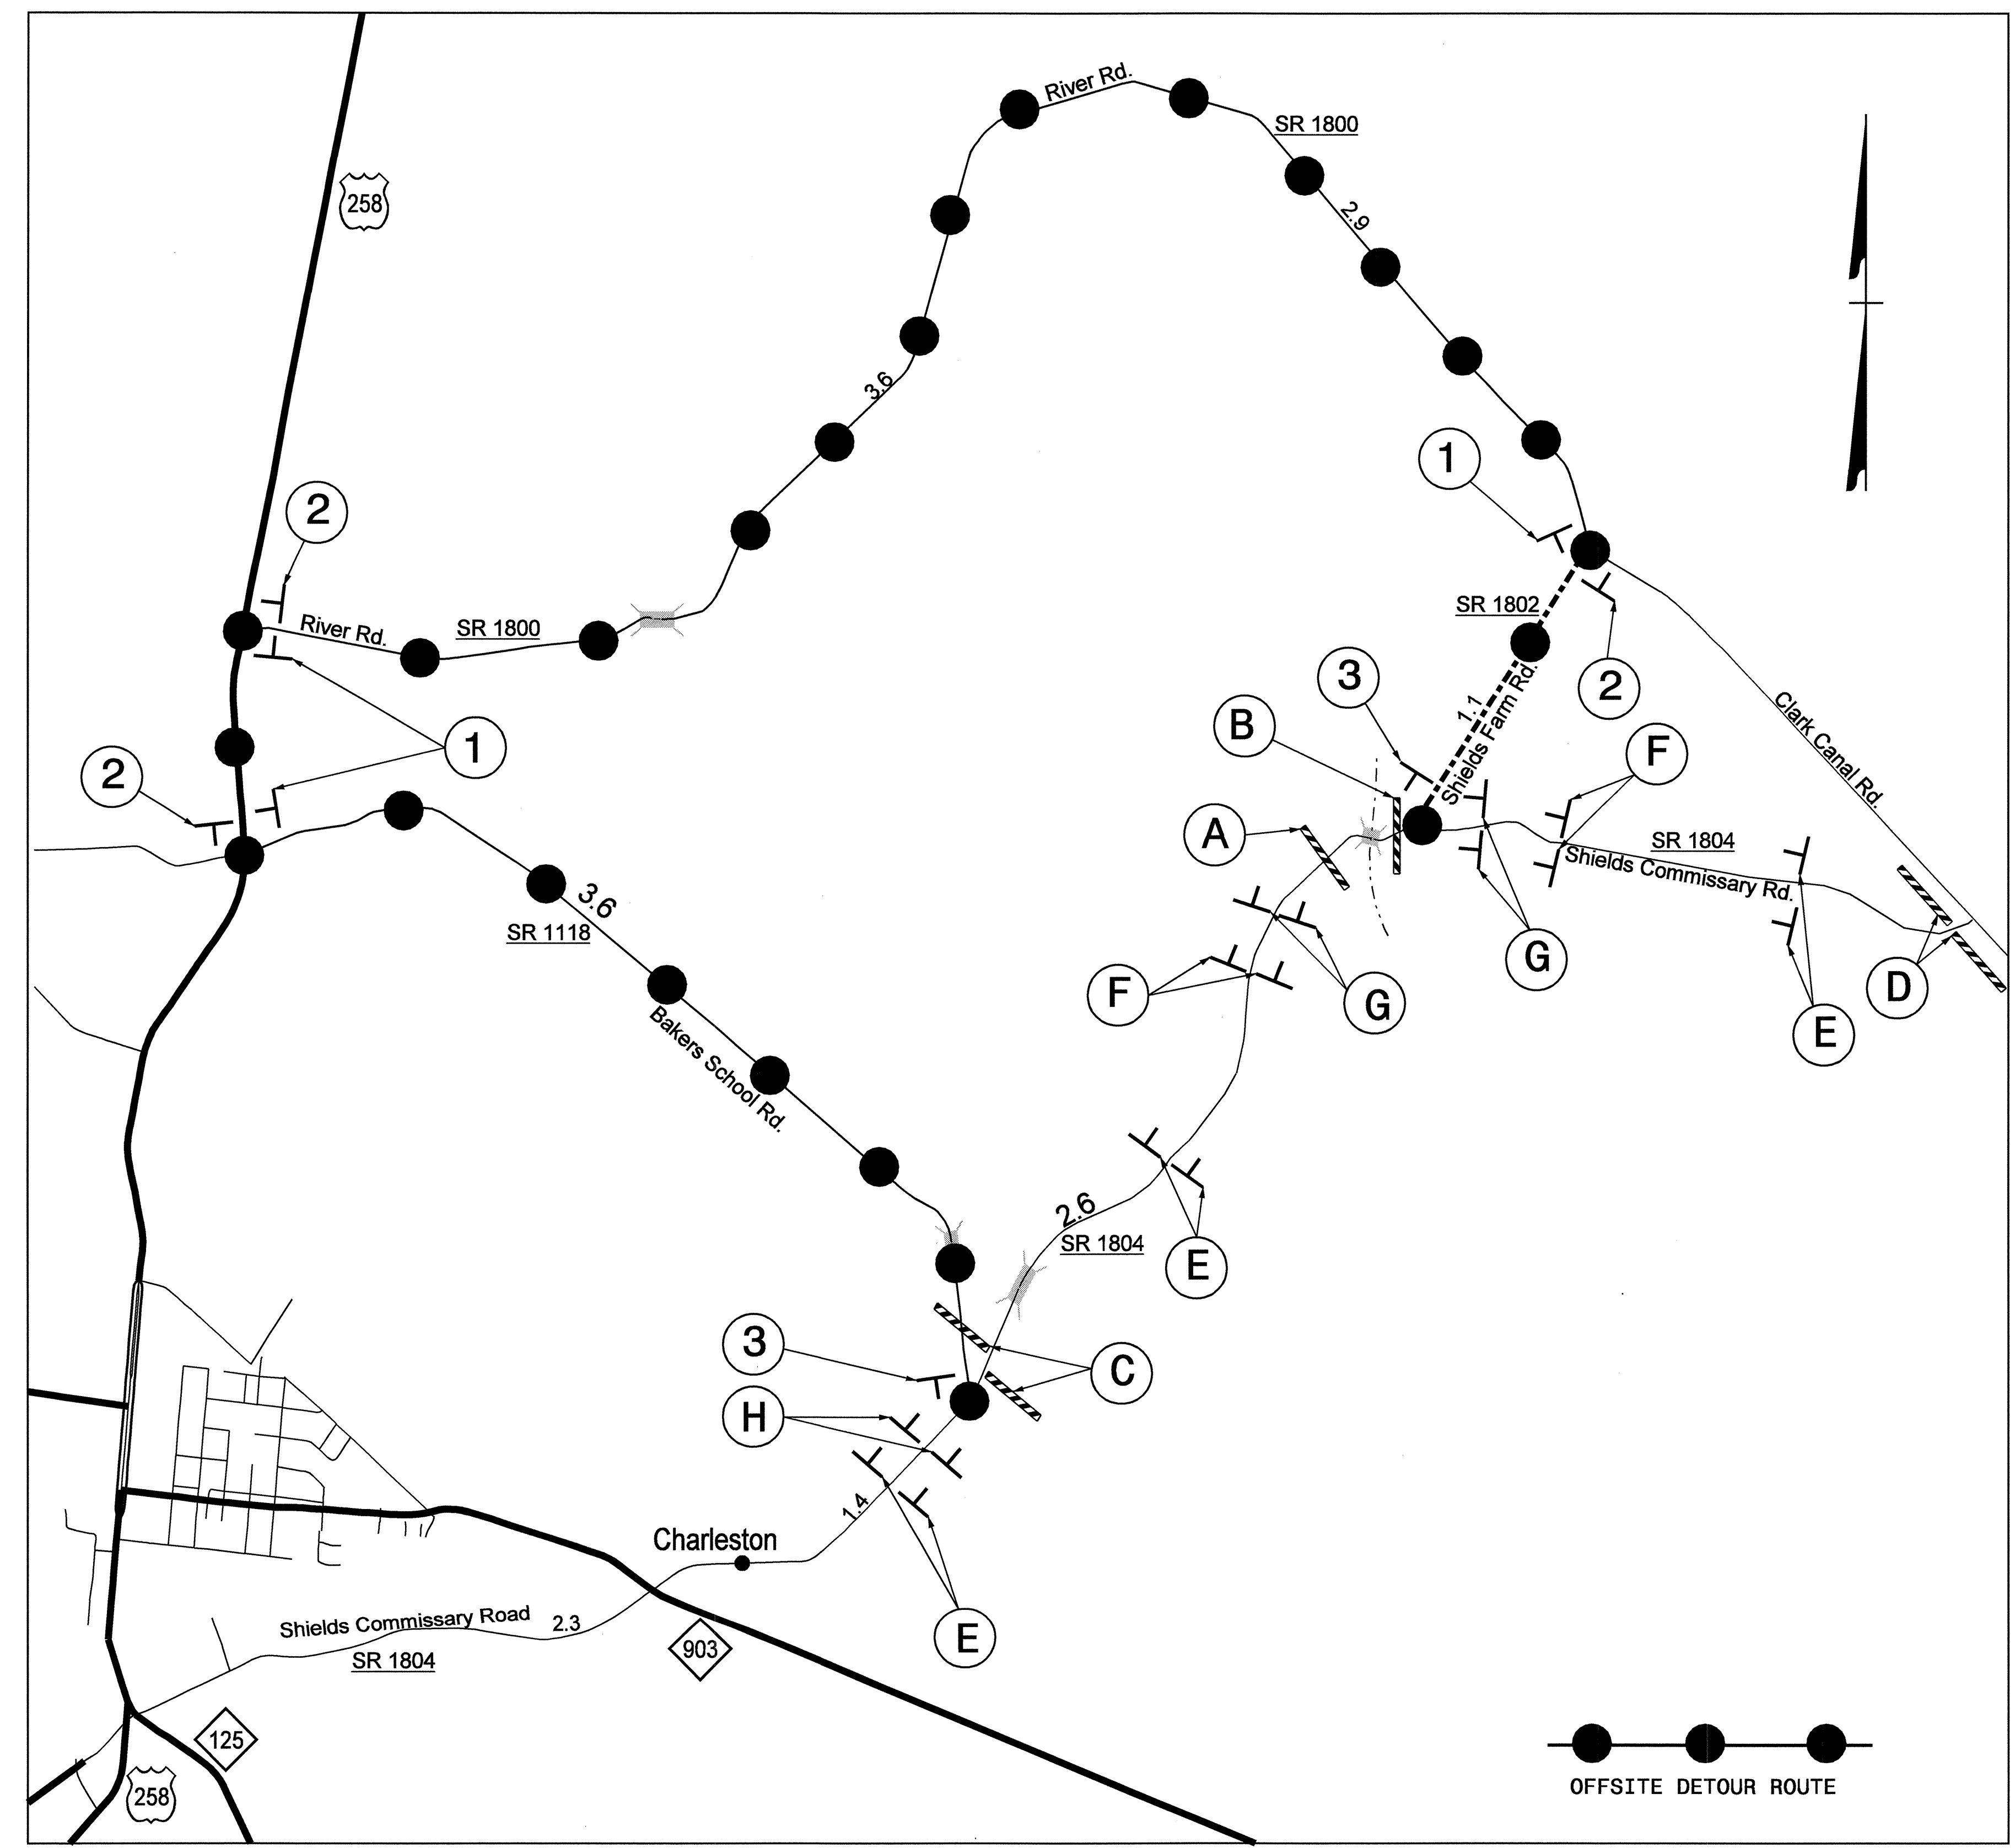 River Rd.
SR 1800
258
2.9
3.6
1
2
River Rd.
SR 1800
SR 1802
3
2
1.1
Shields Farm Rd.
B
F
Clark Canal Rd.
1
2
A
SR 1804
Shields Commissary Rd.
3.6
SR 1118
G
D
F
G
E
Bakers School Rd.
2.6
SR 1804
E
3
C
H
1.4
Charleston
E
Shields Commissary Road
2.3
SR 1804
903
125
258
OFFSITE DETOUR ROUTE